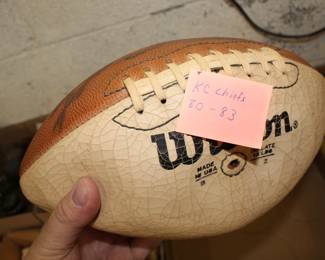 KC Chiefs
80 - 83
Wilson
MADE
IN USA